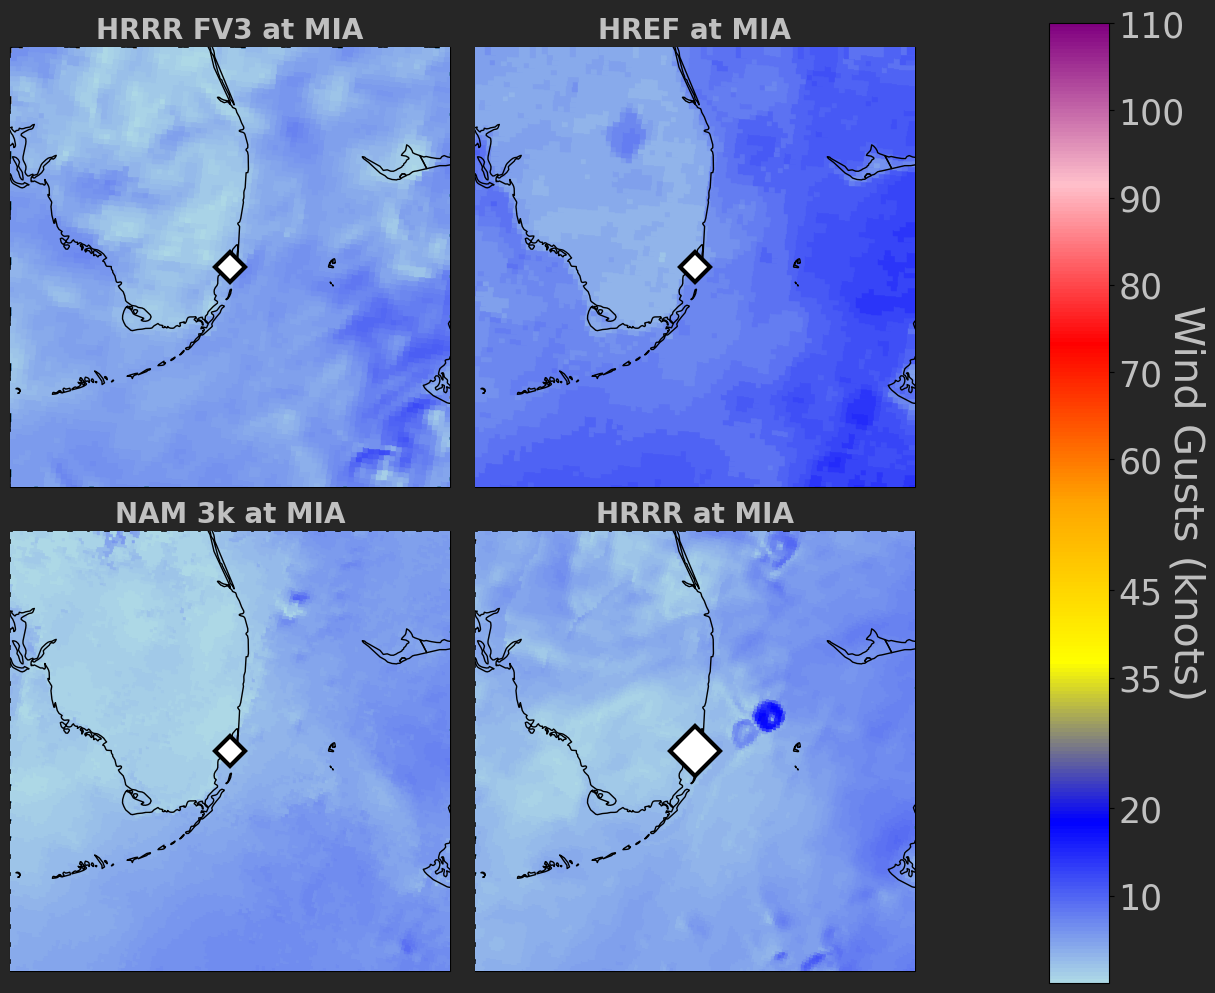 HRRR FV3 at MIA
HREF at MIA
NAM 3k at MIA
HRRR at MIA
110
100
90
80
70
60
45
35
20
10
Wind Gusts (knots)